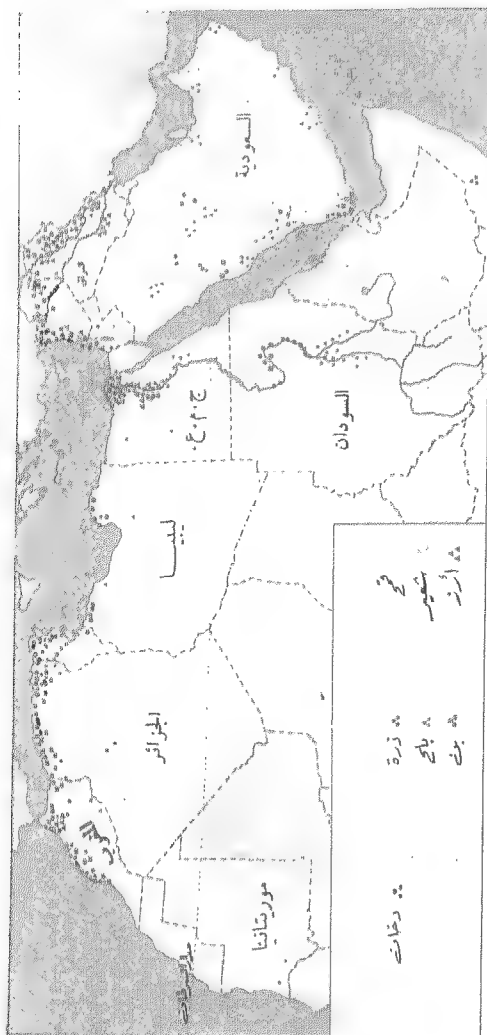 السعودية
ج.م.ع.
السودان
ليبيا
الجزائر
المغرب
موريتانيا
قمح ذرة دخان
شعير بلح
أرز بن